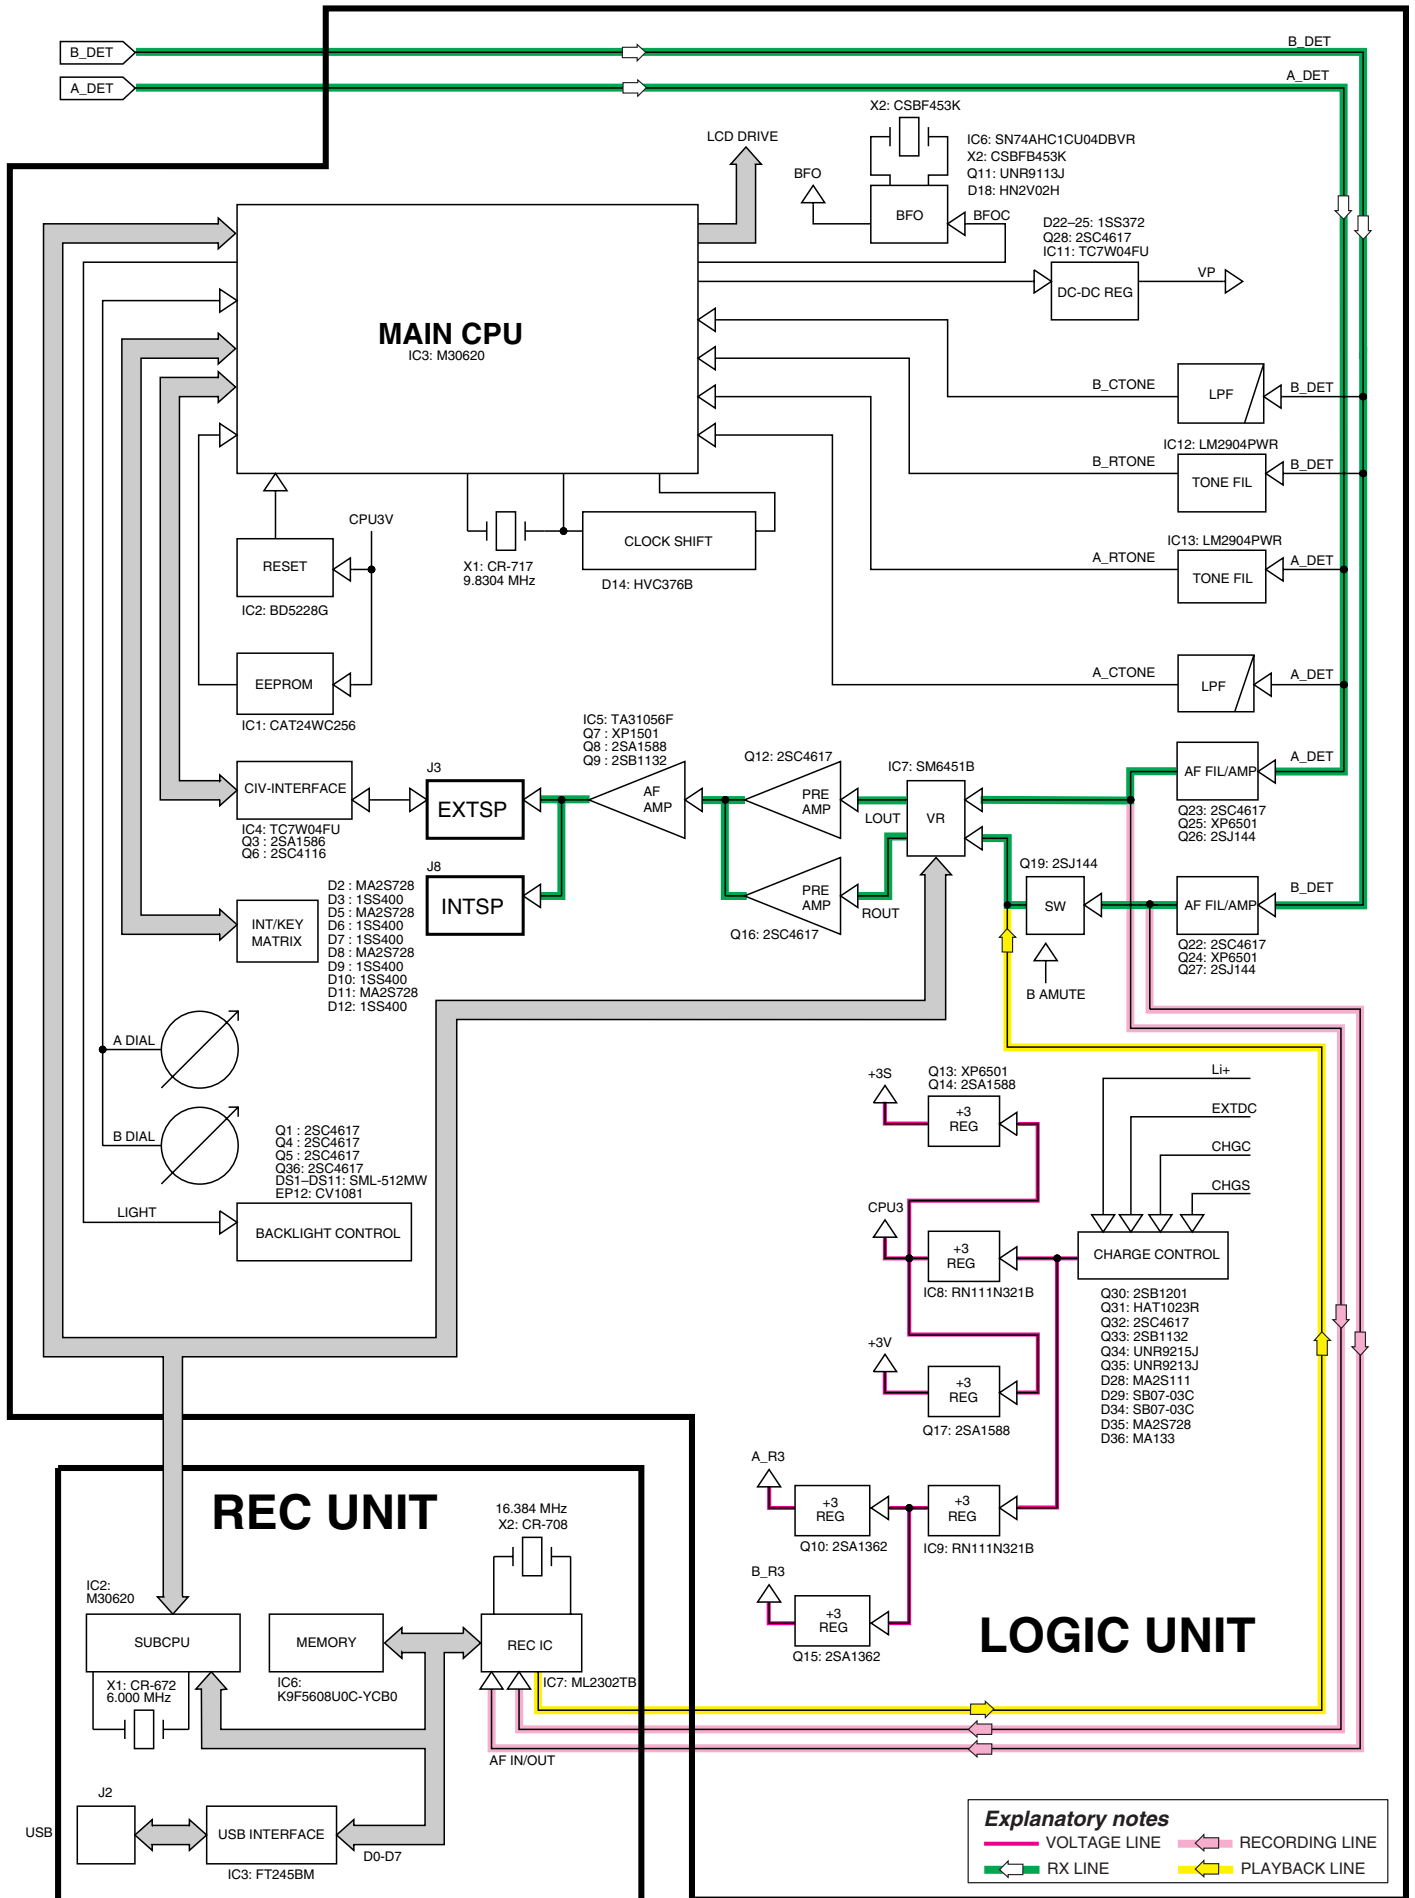 B_DET
B_DET
A_DET
A_DET
X2: CSBF453K
LCD DRIVE
IC6: SN74AHC1CU04DBVR
X2: CSBFB453K
Q11: UNR9113J
D18: HN2V02H
BFO
BFO
BFOC
D22–25: 1SS372
Q28: 2SC4617
IC11: TC7W04FU
DC-DC REG
VP
MAIN CPU
IC3: M30620
B_CTONE
LPF
B_DET
IC12: LM2904PWR
B_RTONE
TONE FIL
B_DET
CPU3V
RESET
IC2: BD5228G
X1: CR-717
9.8304 MHz
CLOCK SHIFT
D14: HVC376B
IC13: LM2904PWR
A_RTONE
TONE FIL
A_DET
EEPROM
IC1: CAT24WC256
A_CTONE
LPF
A_DET
IC5: TA31056F
Q7 : XP1501
Q8 : 2SA1588
Q9 : 2SB1132
AF
AMP
Q12: 2SC4617
PRE
AMP
IC7: SM6451B
VR
LOUT
ROUT
AF FIL/AMP
A_DET
Q23: 2SC4617
Q25: XP6501
Q26: 2SJ144
CIV-INTERFACE
IC4: TC7W04FU
Q3 : 2SA1586
Q6 : 2SC4116
J3
EXTSP
J8
INTSP
PRE
AMP
Q16: 2SC4617
Q19: 2SJ144
SW
B AMUTE
AF FIL/AMP
B_DET
Q22: 2SC4617
Q24: XP6501
Q27: 2SJ144
INT/KEY
MATRIX
D2 : MA2S728
D3 : 1SS400
D5 : MA2S728
D6 : 1SS400
D7 : 1SS400
D8 : MA2S728
D9 : 1SS400
D10: 1SS400
D11: MA2S728
D12: 1SS400
A DIAL
B DIAL
Q1 : 2SC4617
Q4 : 2SC4617
Q5 : 2SC4617
Q36: 2SC4617
DS1–DS11: SML-512MW
EP12: CV1081
LIGHT
BACKLIGHT CONTROL
+3S
Q13: XP6501
Q14: 2SA1588
+3
REG
Li+
EXTDC
CHGC
CHGS
CPU3
+3
REG
IC8: RN111N321B
CHARGE CONTROL
Q30: 2SB1201
Q31: HAT1023R
Q32: 2SC4617
Q33: 2SB1132
Q34: UNR9215J
Q35: UNR9213J
D28: MA2S111
D29: SB07-03C
D34: SB07-03C
D35: MA2S728
D36: MA133
+3V
+3
REG
Q17: 2SA1588
A_R3
+3
REG
Q10: 2SA1362
+3
REG
IC9: RN111N321B
B_R3
+3
REG
Q15: 2SA1362
LOGIC UNIT
REC UNIT
16.384 MHz
X2: CR-708
IC2:
M30620
SUBCPU
X1: CR-672
6.000 MHz
MEMORY
IC6:
K9F5608U0C-YCB0
REC IC
IC7: ML2302TB
AF IN/OUT
J2
USB
USB INTERFACE
IC3: FT245BM
D0-D7
Explanatory notes
VOLTAGE LINE
RECORDING LINE
RX LINE
PLAYBACK LINE